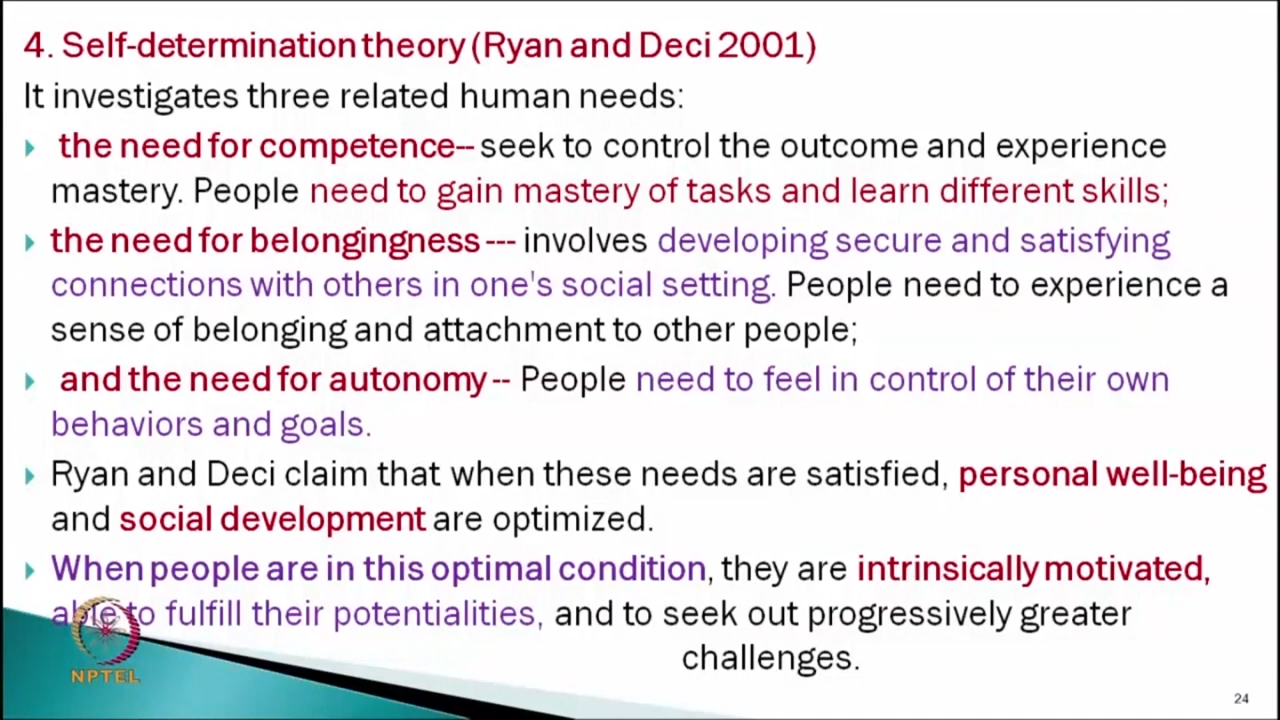 4. Self-determination theory (Ryan and Deci 2001)
It investigates three related human needs:
the need for competence-- seek to control the outcome and experience
mastery. People need to gain mastery of tasks and learn different skills;
the need for belongingness --- involves developing secure and satisfying
connections with others in one's social setting. People need to experience a
sense of belonging and attachment to other people;
and the need for autonomy -- People need to feel in control of their own
behaviors and goals.
Ryan and Deci claim that when these needs are satisfied, personal well-being
and social development are optimized.
When people are in this optimal condition, they are intrinsically motivated,
able to fulfill their potentialities, and to seek out progressively greater
challenges.
NPTEL
24